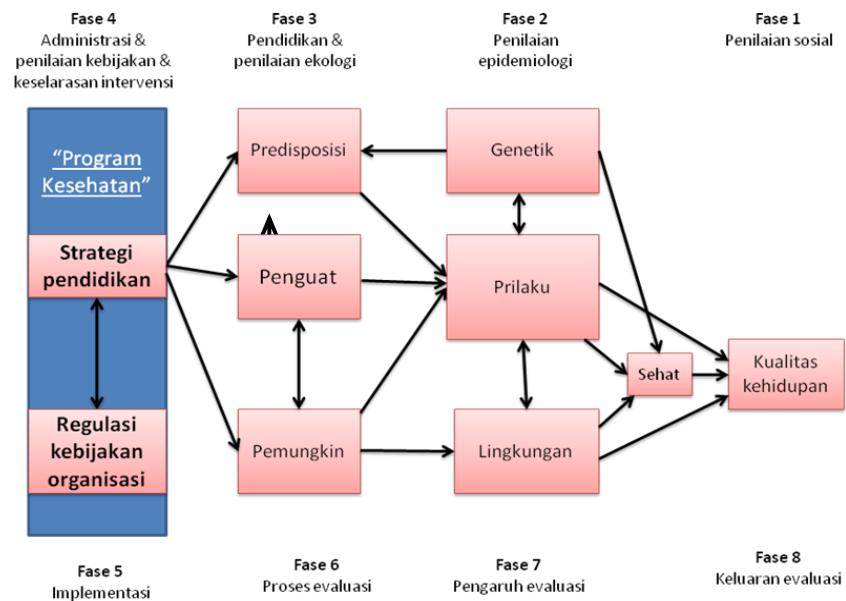 Fase 4
Administrasi &
penilaian kebijakan &
keselarasan intervensi
Fase 3
Pendidikan &
penilaian ekologi
Fase 2
Penilaian
epidemiologi
Fase 1
Penilaian sosial
“Program
Kesehatan”
Strategi
pendidikan
Regulasi
kebijakan
organisasi
Predisposisi
Penguat
Pemungkin
Genetik
Prilaku
Lingkungan
Sehat
Kualitas
kehidupan
Fase 5
Implementasi
Fase 6
Proses evaluasi
Fase 7
Pengaruh evaluasi
Fase 8
Keluaran evaluasi